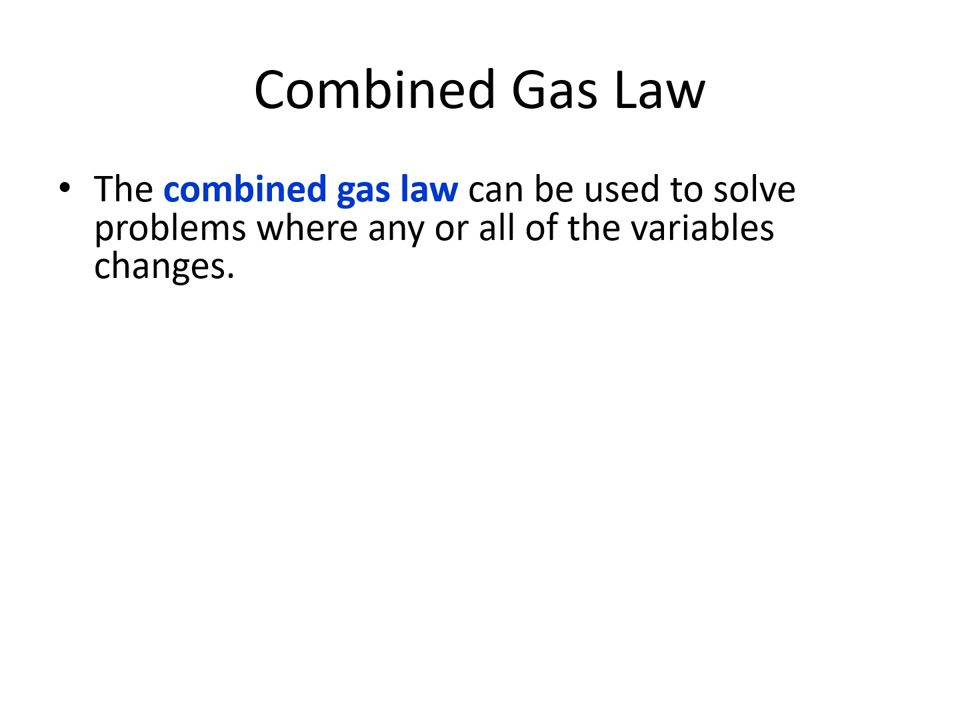 Combined Gas Law
• The combined gas law can be used to solve
problems where any or all of the variables
changes.